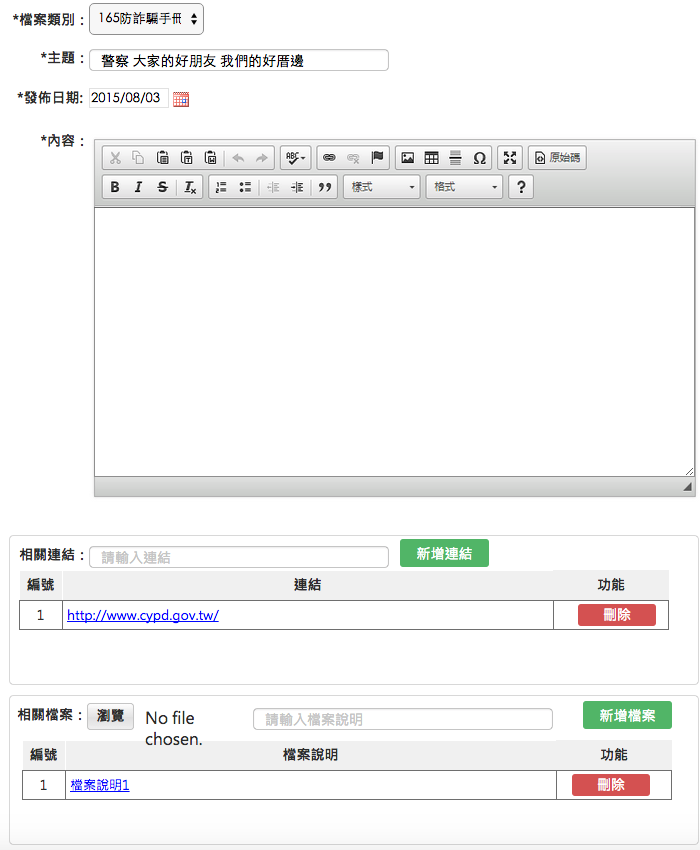 *檔案類別： 165防詐騙手冊
*主題： 警察 大家的好朋友 我們的好厝邊
*發佈日期: 2015/08/03
*內容：
ABC Ω 原始碼
B I S Tx 樣式 格式 ?
相關連結： 請輸入連結 新增連結
編號 連結 功能
1 http://www.cypd.gov.tw/ 刪除
相關檔案： 瀏覽 No file chosen. 請輸入檔案說明 新增檔案
編號 檔案說明 功能
1 檔案說明1 刪除